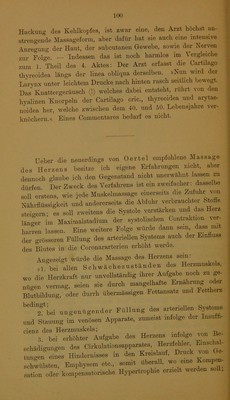 100
Hackung des Kehlkopfes, ist zwar eine, den Arzt höchst an-
strengende Massageform, aber dafür hat sie auch eine intensive
Anregung der Haut, der subcutanen Gewebe, sowie der Nerven
zur Folge. — Indessen das ist noch harmlos im Vergleiche
zum 1. Theil des 4. Aktes: Der Arzt erfasst die Cartilago
thyreoidea längs der linea obliqua derselben. »Nun wird der
Larynx unter leichtem Drucke nach hinten rasch seitlich bewegt.
Das Knattergeräusch (!) welches dabei entsteht, rührt von den
hyalinen Knorpeln der Cartilago cric., thyreoidea und arytae-
noidea her, welche zwischen dem 40. und 50. Lebensjahre ver-
knöchern.« Eines Commentares bedarf es nicht.
Ueber die neuerdings von Oertel empfohlene Massage
des Herzens besitze ich eigene Erfahrungen nicht, aber
dennoch glaube ich den Gegenstand nicht unerwähnt lassen zu
dürfen. Der Zweck des Verfahrens ist ein zweifacher: dasselbe
soll erstens, wie jede Muskelmassage einerseits die Zufuhr von
Nährflüssigkeit und andererseits die Abfuhr verbrauchter Stoffe
steigern; es soll zweitens die Systole verstärken und das Herz
länger im Maximalstadium der systolischen Contraktion ver-
harren lassen. Eine weitere Folge würde dann sein, dass mit
der grösseren Füllung des arteriellen Systems auch der Einfluss
des Blutes in die Coronararterien erhöht wurde.
Angezeigt würde die Massage des Herzens sein:
»1. bei allen Schwächezuständen des Herzmuskels,
wo die Herzkraft nur unvollständig ihrer Aufgabe noch zu ge-
nügen vermag, seien sie durch mangelhafte Ernährung oder
Blutbildung, oder durch übermässigen Fettansatz und Fettherz
bedingt;
2. bei ungenügender Füllung des arteriellen Systems
und Stauung im venösen Apparate, zumeist infolge der Insuffi-
cienz des Herzmuskels;
3. bei erhöhter Aufgabe des Herzens infolge von Be-
schädigungen des Cirkulationsapparates, Herzfehler, Einschal-
tungen eines Hindernisses in den Kreislauf, Druck von Ge-
schwülsten, Emphysem etc., somit überall, wo eine Kompen-
sation oder kompensatorische Hypertrophie erzielt werden soll;